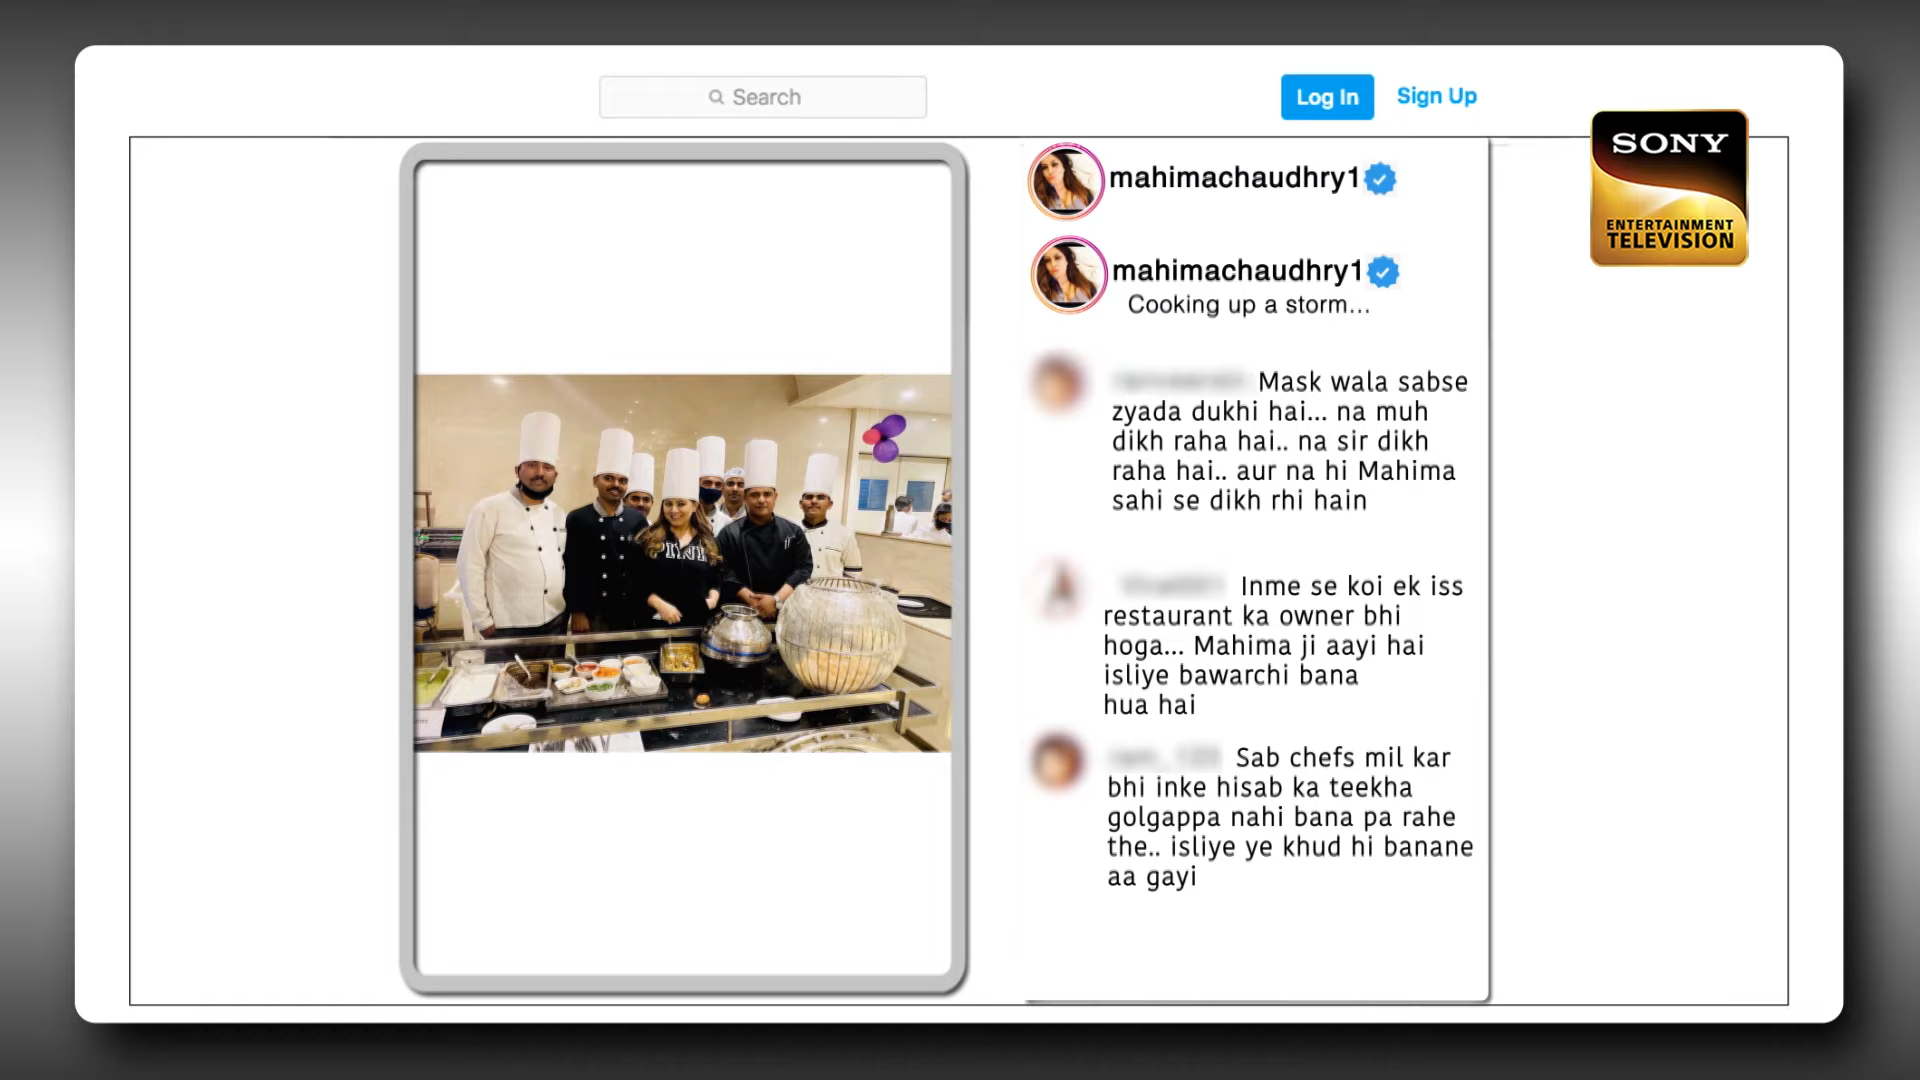 Search
Log In
Sign Up
SONY
ENTERTAINMENT
TELEVISION
mahimachaudhry1
mahimachaudhry1
Cooking up a storm...
Mask wala sabse
zyada dukhi hai... na muh
dikh raha hai.. na sir dikh
raha hai.. aur na hi Mahima
sahi se dikh rhi hain
Inme se koi ek iss
restaurant ka owner bhi
hoga... Mahima ji aayi hai
isliye bawarchi bana
hua hai
Sab chefs mil kar
bhi inke hisab ka teekha
golgappa nahi bana pa rahe
the.. isliye ye khud hi banane
aa gayi
PINK